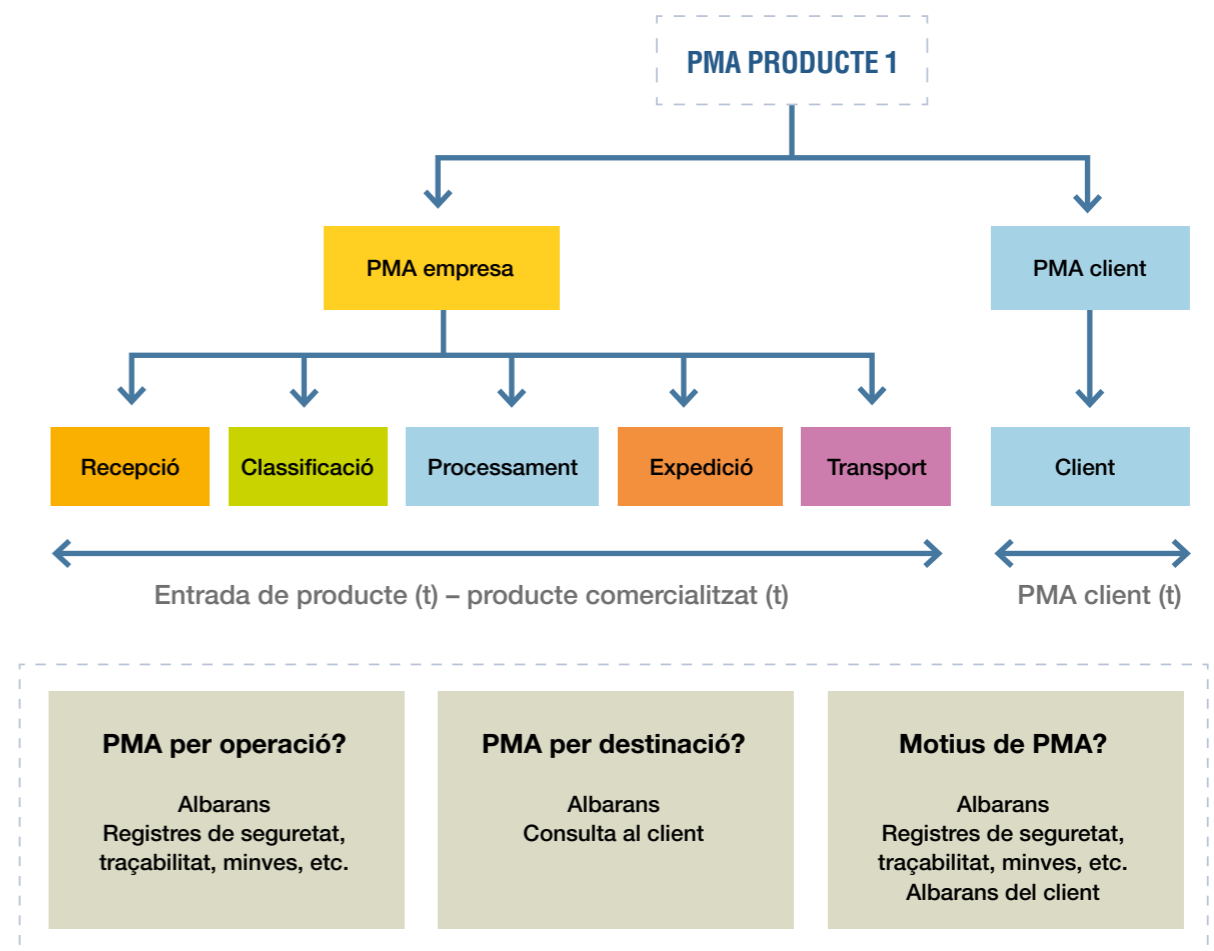 PMA PRODUCTE 1
PMA empresa
PMA client
Recepció
Classificació
Processament
Expedició
Transport
Client
Entrada de producte (t) – producte comercialitzat (t)
PMA client (t)
PMA per operació?
Albarans
Registres de seguretat,
traçabilitat, minves, etc.
PMA per destinació?
Albarans
Consulta al client
Motius de PMA?
Albarans
Registres de seguretat,
traçabilitat, minves, etc.
Albarans del client